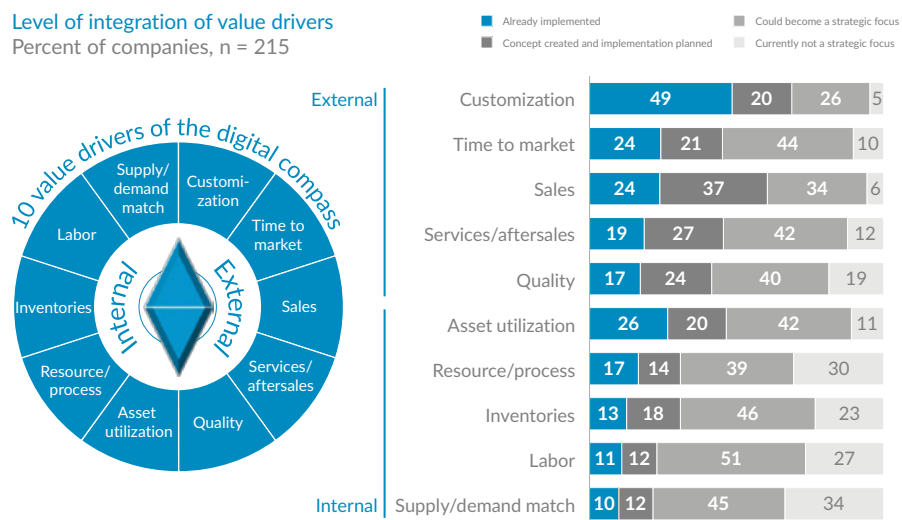 Level of integration of value drivers
Percent of companies, n = 215
Already implemented
Concept created and implementation planned
Could become a strategic focus
Currently not a strategic focus
10 value drivers of the digital compass
Supply/
demand
match
Customi-
zation
Time to
market
Sales
Services/
aftersales
Quality
Asset
utilization
Resource/
process
Inventories
Labor
Internal
External
External
Customization 49 20 26 5
Time to market 24 21 44 10
Sales 24 37 34 6
Services/aftersales 19 27 42 12
Quality 17 24 40 19
Asset utilization 26 20 42 11
Resource/process 17 14 39 30
Inventories 13 18 46 23
Labor 11 12 51 27
Internal
Supply/demand match 10 12 45 34